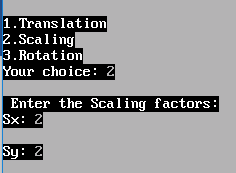 1.Translation
2.Scaling
3.Rotation
Your choice: 2
Enter the Scaling factors:
Sx: 2
Sy: 2